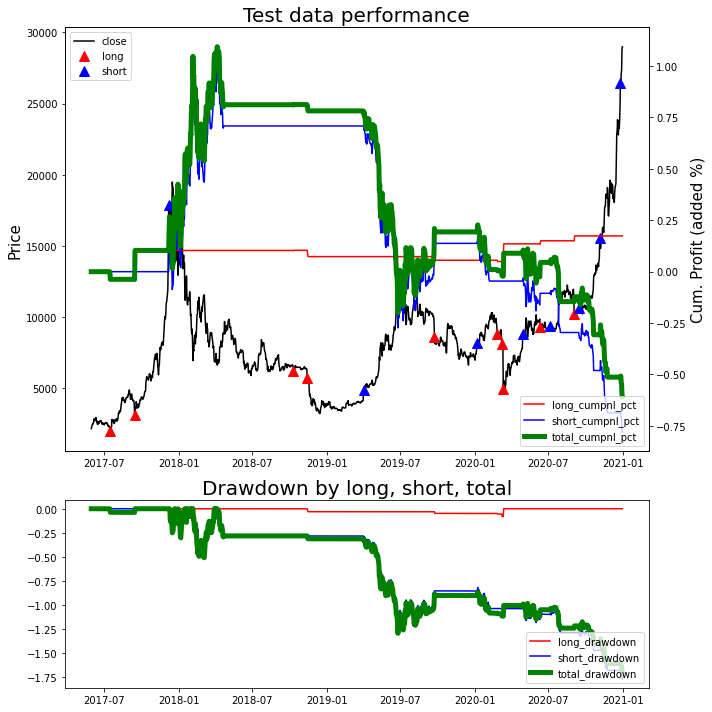 Test data performance
close
long
short
Price
30000
25000
20000
15000
10000
5000
1.00
0.75
0.50
0.25
0.00
−0.25
−0.50
−0.75
Cum. Profit (added %)
long_cumpnl_pct
short_cumpnl_pct
total_cumpnl_pct
2017-07 2018-01 2018-07 2019-01 2019-07 2020-01 2020-07 2021-01
Drawdown by long, short, total
0.00
−0.25
−0.50
−0.75
−1.00
−1.25
−1.50
−1.75
long_drawdown
short_drawdown
total_drawdown
2017-07 2018-01 2018-07 2019-01 2019-07 2020-01 2020-07 2021-01